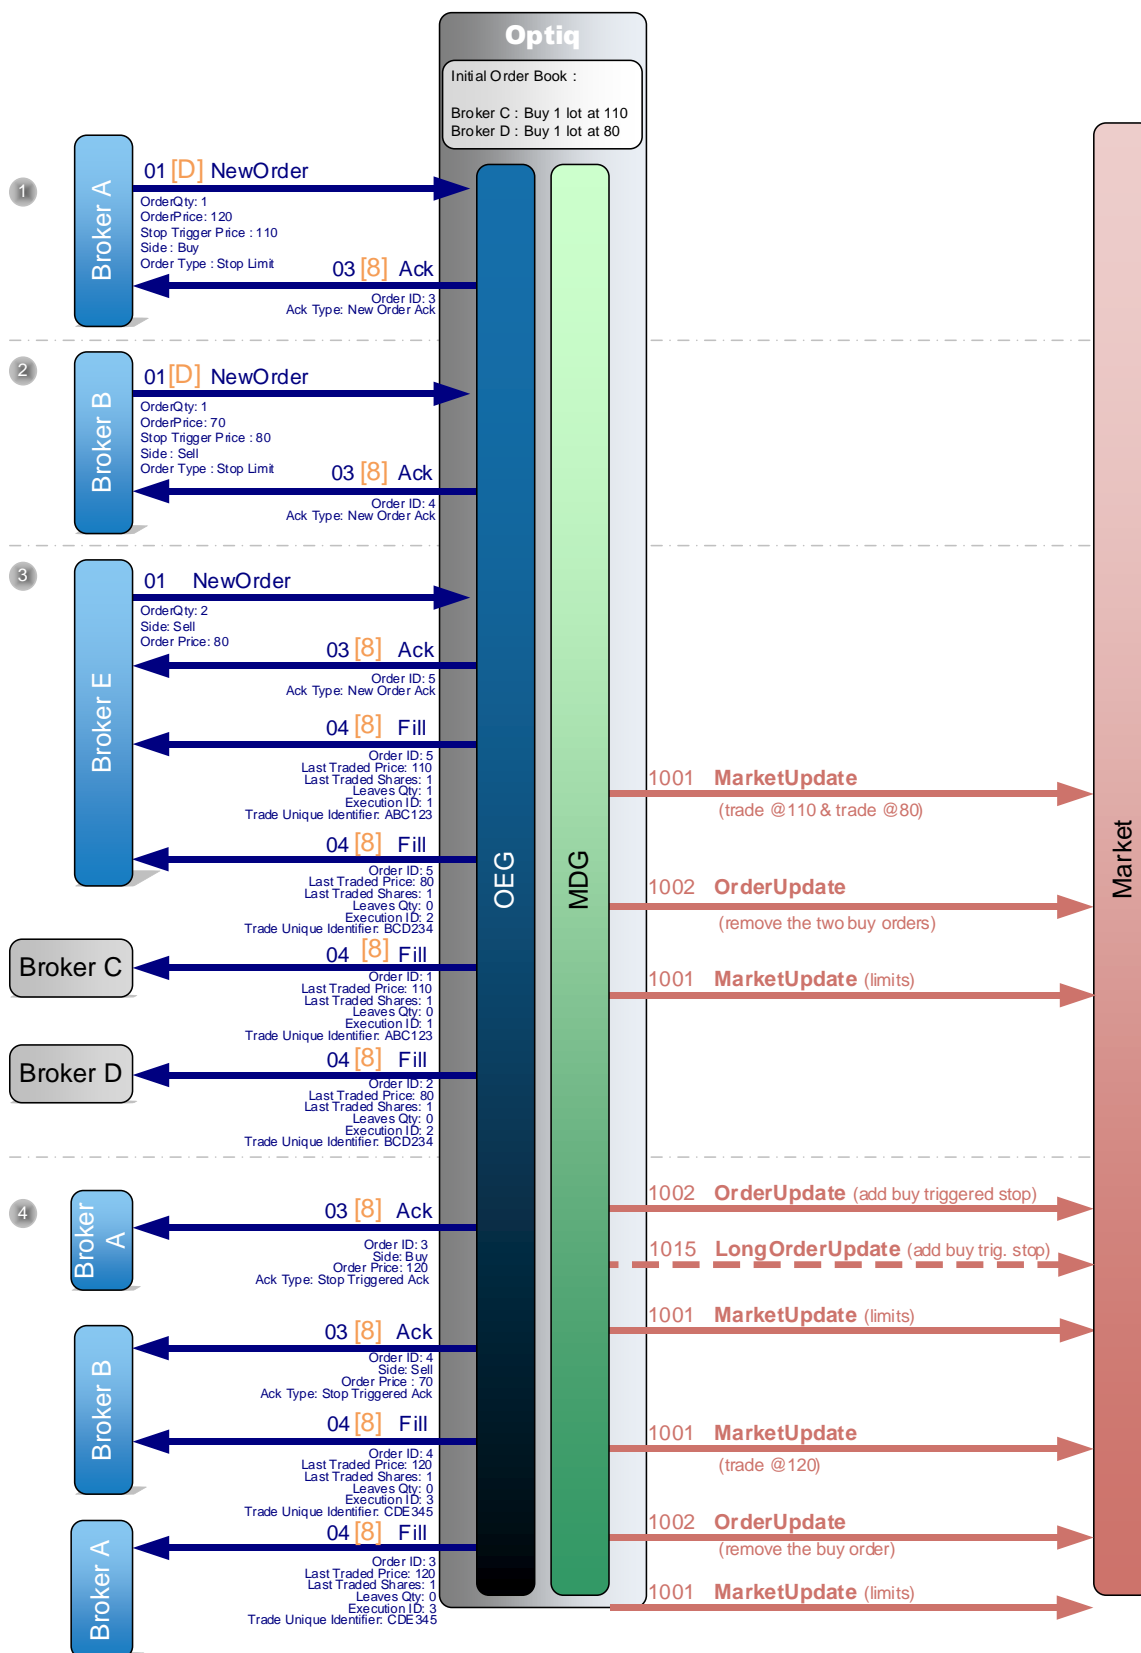 Optiq
Initial Order Book :
Broker C : Buy 1 lot at 110
Broker D : Buy 1 lot at 80
1
Broker A
01 [D] NewOrder
OrderQty: 1
OrderPrice: 120
Stop Trigger Price : 110
Side : Buy
Order Type : Stop Limit
03 [8] Ack
Order ID: 3
Ack Type: New Order Ack
2
Broker B
01 [D] NewOrder
OrderQty: 1
OrderPrice: 70
Stop Trigger Price : 80
Side : Sell
Order Type : Stop Limit
03 [8] Ack
Order ID: 4
Ack Type: New Order Ack
3
Broker E
01 NewOrder
OrderQty: 2
Side: Sell
Order Price: 80
03 [8] Ack
Order ID: 5
Ack Type: New Order Ack
04 [8] Fill
Order ID: 5
Last Traded Price: 110
Last Traded Shares: 1
Leaves Qty: 1
Execution ID: 1
Trade Unique Identifier: ABC123
04 [8] Fill
Order ID: 5
Last Traded Price: 80
Last Traded Shares: 1
Leaves Qty: 0
Execution ID: 2
Trade Unique Identifier: BCD234
Broker C
04 [8] Fill
Order ID: 1
Last Traded Price: 110
Last Traded Shares: 1
Leaves Qty: 0
Execution ID: 1
Trade Unique Identifier: ABC123
Broker D
04 [8] Fill
Order ID: 2
Last Traded Price: 80
Last Traded Shares: 1
Leaves Qty: 0
Execution ID: 2
Trade Unique Identifier: BCD234
OEG
MDG
1001 MarketUpdate
(trade @110 & trade @80)
1002 OrderUpdate
(remove the two buy orders)
1001 MarketUpdate (limits)
Market
4
Broker
A
03 [8] Ack
Order ID: 3
Side: Buy
Order Price: 120
Ack Type: Stop Triggered Ack
Broker B
03 [8] Ack
Order ID: 4
Side: Sell
Order Price : 70
Ack Type: Stop Triggered Ack
04 [8] Fill
Order ID: 4
Last Traded Price: 120
Last Traded Shares: 1
Leaves Qty: 0
Execution ID: 3
Trade Unique Identifier: CDE345
Broker A
04 [8] Fill
Order ID: 3
Last Traded Price: 120
Last Traded Shares: 1
Leaves Qty: 0
Execution ID: 3
Trade Unique Identifier: CDE345
1002 OrderUpdate (add buy triggered stop)
1015 LongOrderUpdate (add buy trig. stop)
1001 MarketUpdate (limits)
1001 MarketUpdate
(trade @120)
1002 OrderUpdate
(remove the buy order)
1001 MarketUpdate (limits)